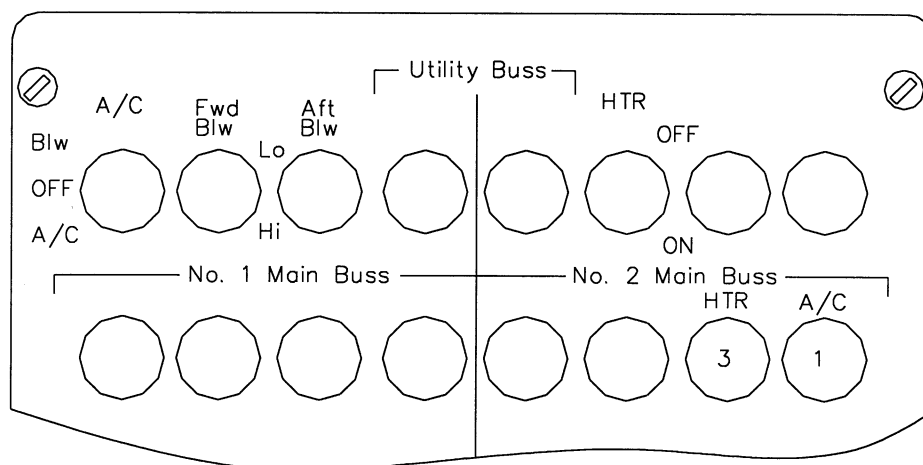 Utility Buss
A/C
Fwd
Blw
Aft
Blw
HTR
Blw
Lo
OFF
OFF
A/C
Hi
ON
No. 1 Main Buss
No. 2 Main Buss
HTR
A/C
3
1